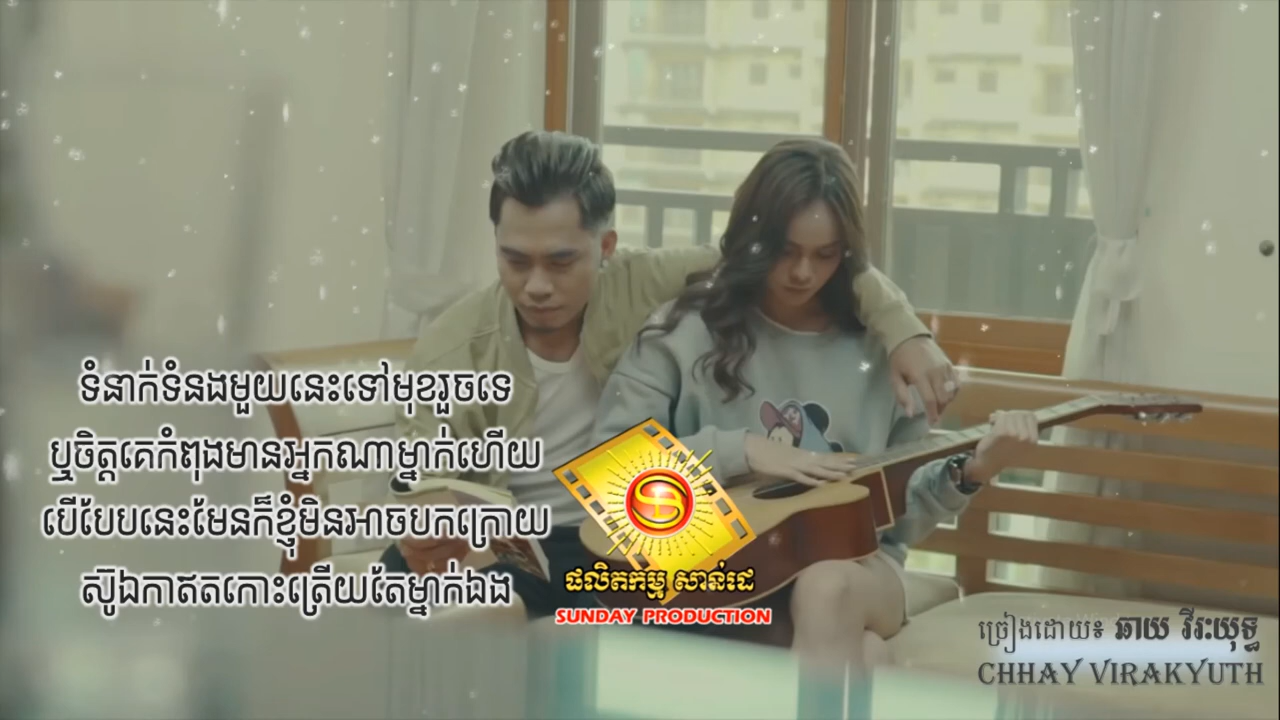 ទំនាក់ទំនងមួយនេះទៅមុខរួចទេ
ឬចិត្តគេកំពុងមានអ្នកណាម្នាក់ហើយ
បើបែបនេះមែនក៏ខ្ញុំមិនអាចបកក្រោយ
ស៊ូឯកាឥតកោះត្រើយតែម្នាក់ឯង
ផលិតកម្ម សាន់ដេ
SUNDAY PRODUCTION
ច្រៀងដោយ៖ ឆាយ វីរៈយុទ្ធ
CHHAY VIRAKYUTH